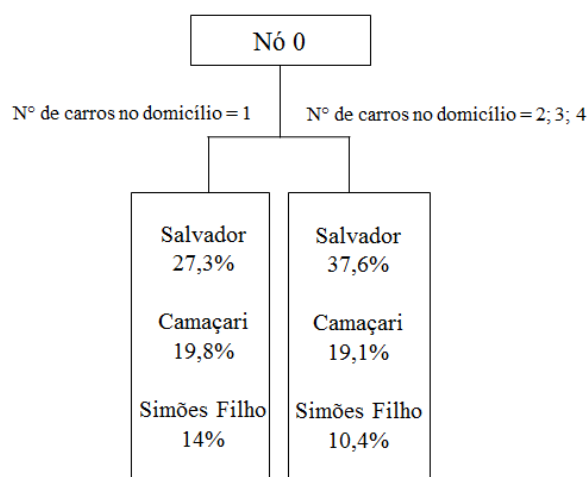 Nó 0
N° de carros no domicílio = 1
N° de carros no domicílio = 2; 3; 4
Salvador
27,3%
Camaçari
19,8%
Simões Filho
14%
Salvador
37,6%
Camaçari
19,1%
Simões Filho
10,4%